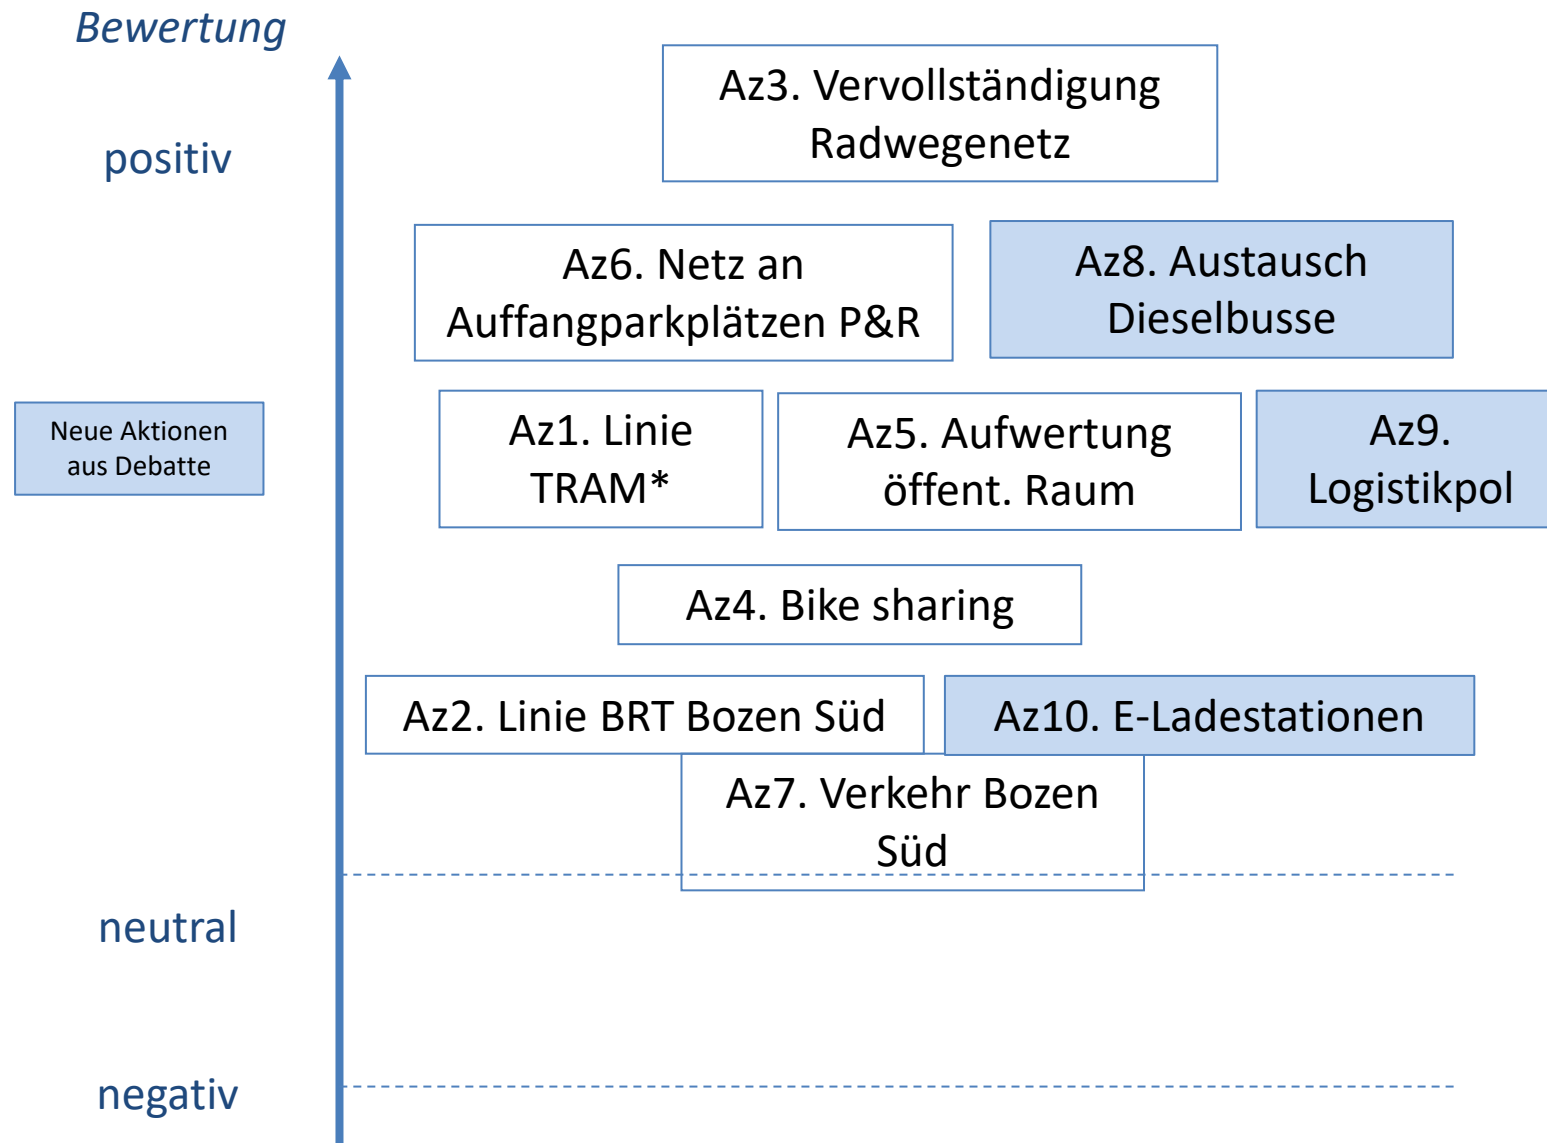 Bewertung
positiv
Az3. Vervollständigung
Radwegenetz
Az6. Netz an
Auffangparkplätzen P&R
Az8. Austausch
Dieselbusse
Neue Aktionen
aus Debatte
Az1. Linie
TRAM*
Az5. Aufwertung
öffent. Raum
Az9.
Logistikpol
Az4. Bike sharing
Az2. Linie BRT Bozen Süd
Az10. E-Ladestationen
Az7. Verkehr Bozen
Süd
neutral
negativ